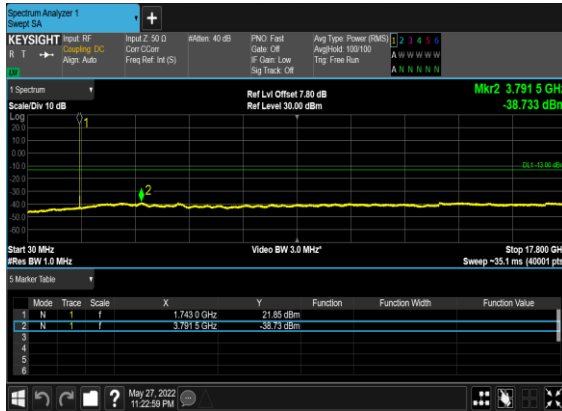 Spectrum Analyzer 1
Swept SA
+
KEYSIGHT Input: RF Input Z: 50 Ω #Atten: 40 dB PNO: Fast Avg Type: Power (RMS) 1 2 3 4 5 6
R T Coupling: DC Corr CCorr Gate: Off Avg|Hold: 100/100 A W W W W W
Align: Auto Freq Ref: Int (S) IF Gain: Low Trig: Free Run
LXI Sig Track: Off A N N N N N
1 Spectrum Ref Lvl Offset 7.80 dB Mkr2 3.791 5 GHz
Scale/Div 10 dB Ref Level 30.00 dBm -38.733 dBm
Log
1
20.0
10.0
0.00
-10.0
DL1 -13.00 dBm
-20.0
-30.0
2
-40.0
-50.0
-60.0
Start 30 MHz Video BW 3.0 MHz* Stop 17.800 GHz
#Res BW 1.0 MHz Sweep ~35.1 ms (40001 pts)
5 Marker Table
Mode Trace Scale X Y Function Function Width Function Value
1 N 1 f 1.743 0 GHz 21.85 dBm
2 N 1 f 3.791 5 GHz -38.73 dBm
3
4
5
6
? May 27, 2022
11:22:59 PM